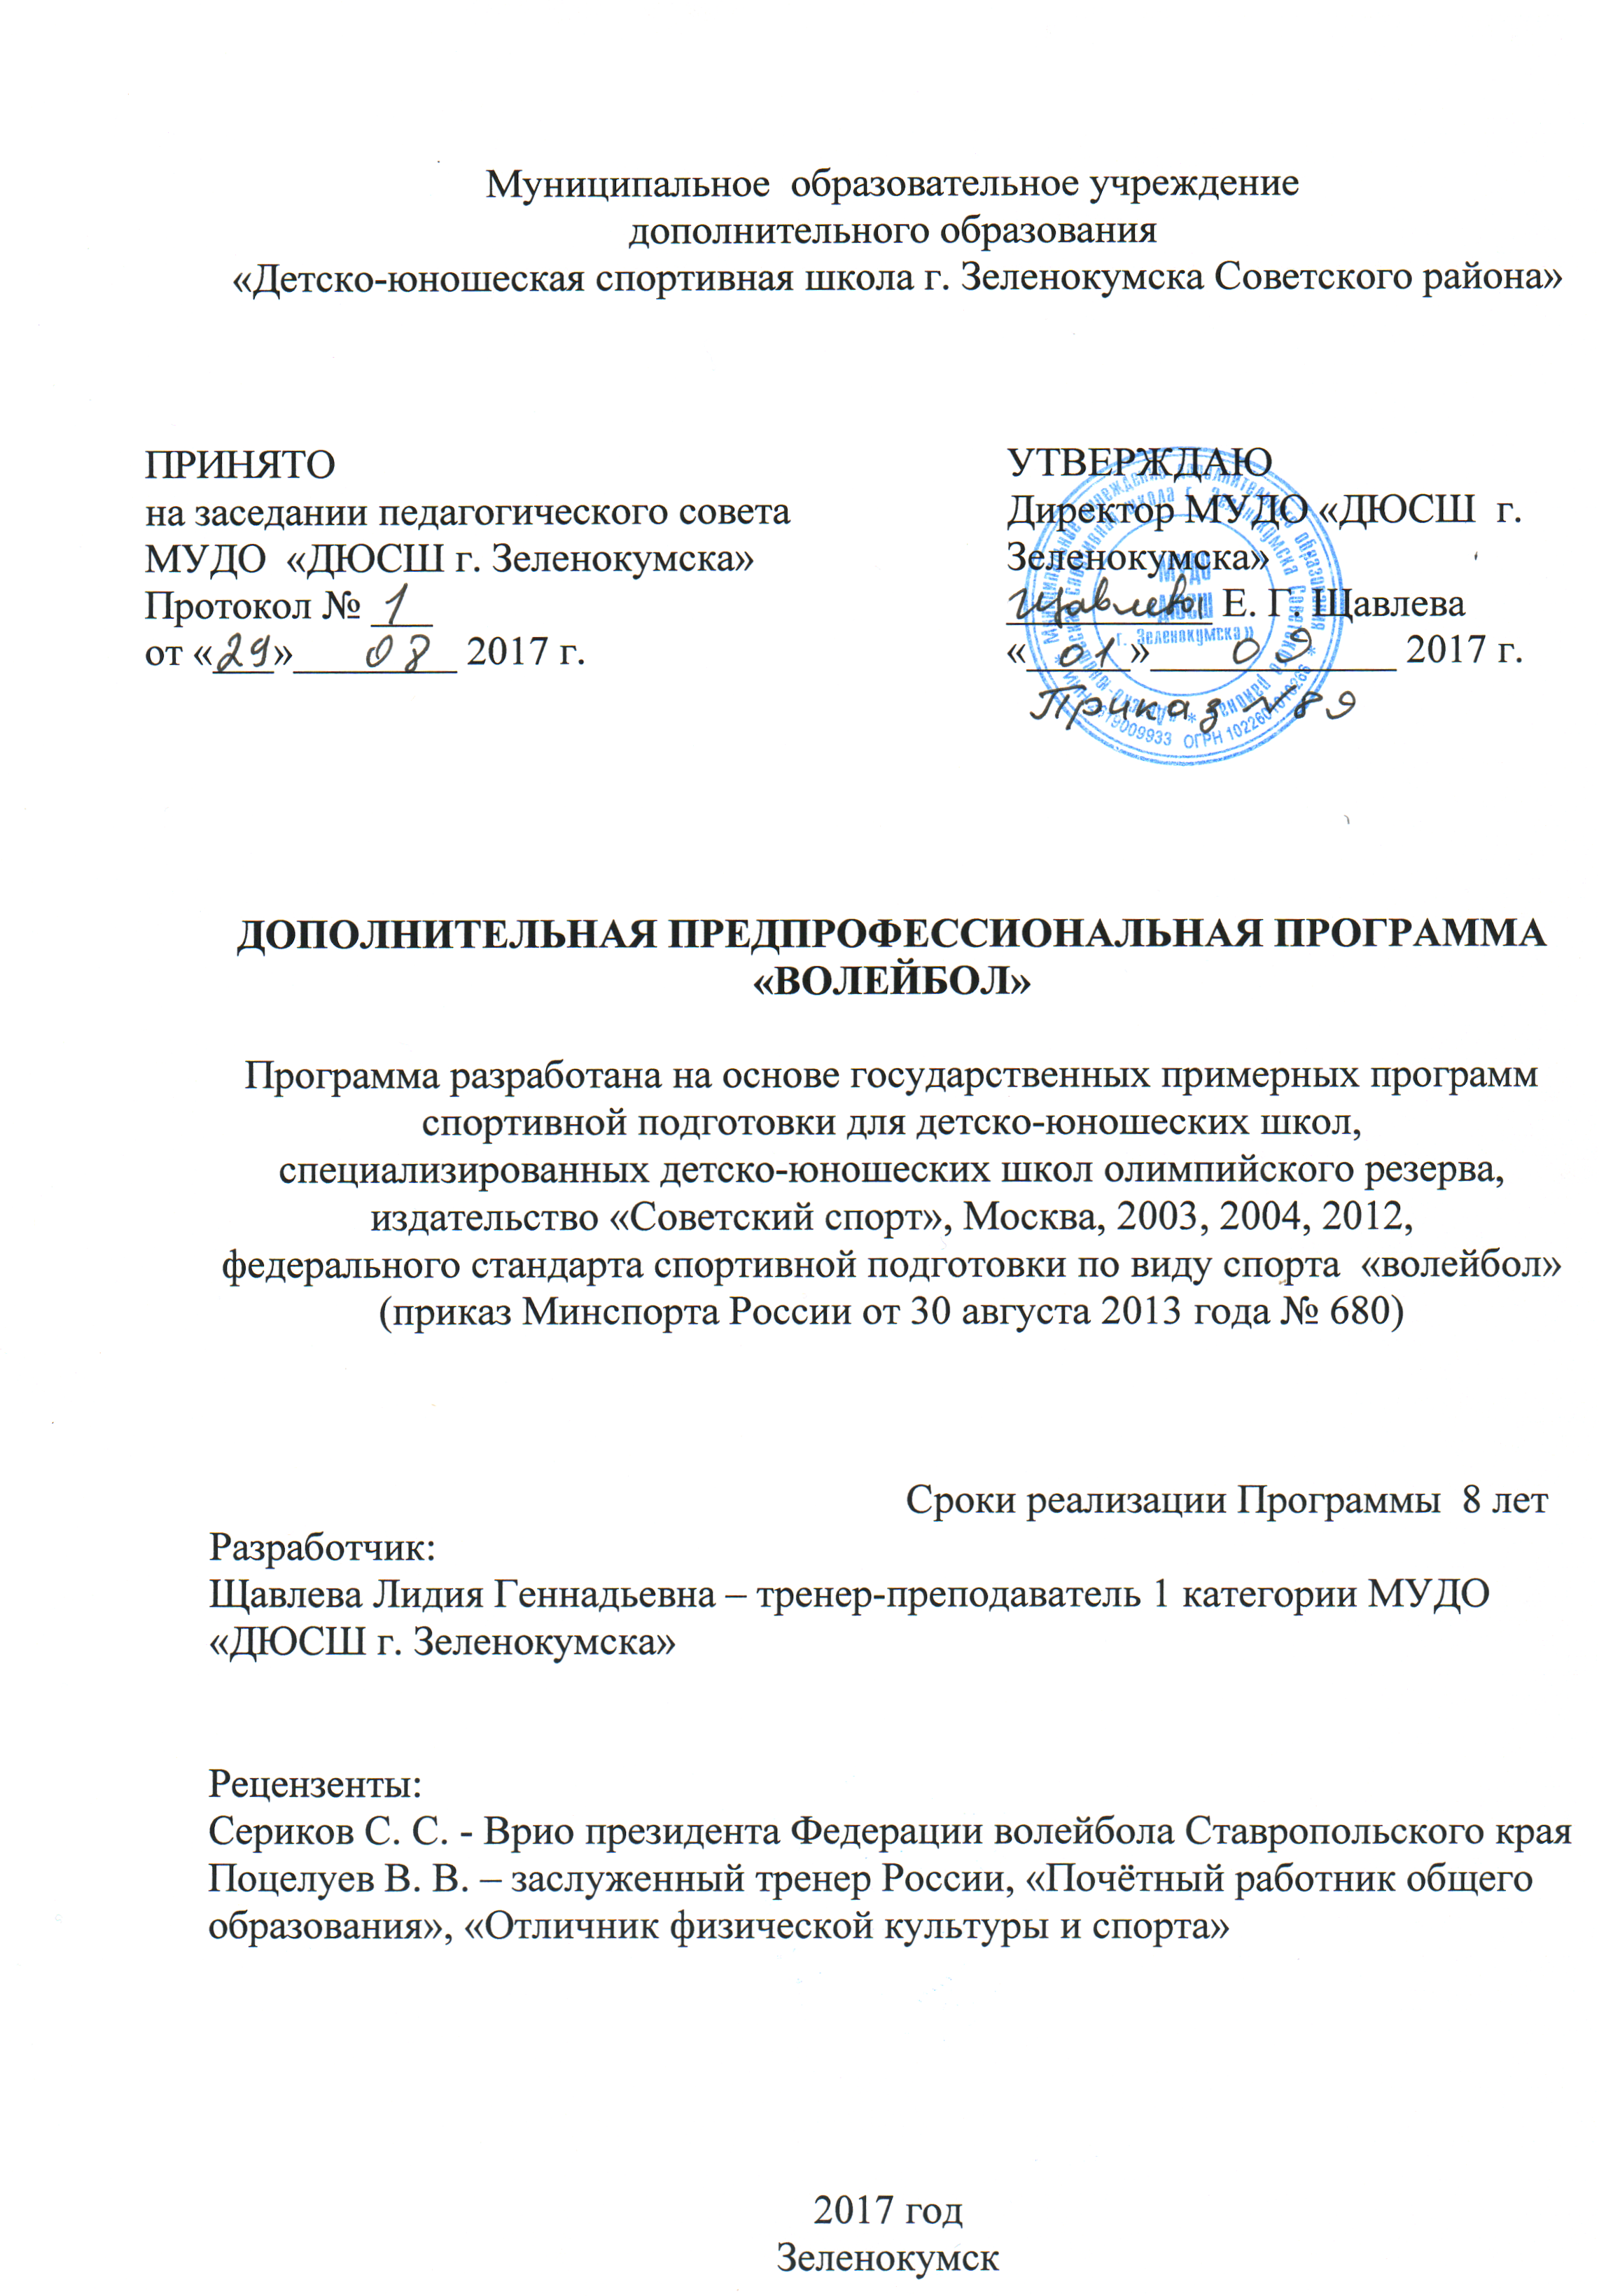 Муниципальное образовательное учреждение
дополнительного образования
«Детско-юношеская спортивная школа г. Зеленокумска Советского района»
ПРИНЯТО
на заседании педагогического совета
МУДО «ДЮСШ г. Зеленокумска»
Протокол № 1
от «29» 08 2017 г.
УТВЕРЖДАЮ
Директор МУДО «ДЮСШ г.
Зеленокумска»
Щавлева Е. Г. Щавлева
«01» 09 2017 г.
Приказ № 89
МУДО
«ДЮСШ
г. Зеленокумска»
ДОПОЛНИТЕЛЬНАЯ ПРЕДПРОФЕССИОНАЛЬНАЯ ПРОГРАММА
«ВОЛЕЙБОЛ»
Программа разработана на основе государственных примерных программ
спортивной подготовки для детско-юношеских школ,
специализированных детско-юношеских школ олимпийского резерва,
издательство «Советский спорт», Москва, 2003, 2004, 2012,
федерального стандарта спортивной подготовки по виду спорта «волейбол»
(приказ Минспорта России от 30 августа 2013 года № 680)
Сроки реализации Программы 8 лет
Разработчик:
Щавлева Лидия Геннадьевна – тренер-преподаватель 1 категории МУДО
«ДЮСШ г. Зеленокумска»
Рецензенты:
Сериков С. С. - Врио президента Федерации волейбола Ставропольского края
Поцелуев В. В. – заслуженный тренер России, «Почётный работник общего
образования», «Отличник физической культуры и спорта»
2017 год
Зеленокумск